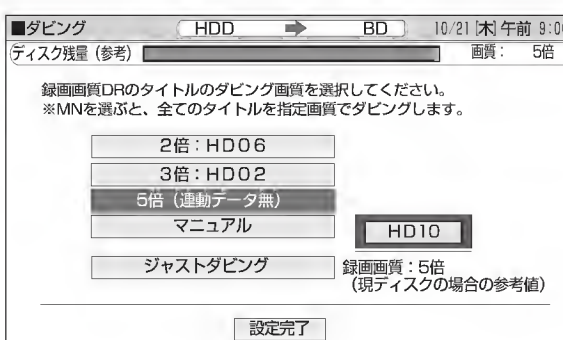 ■ダビング HDD ➡ BD 10/21[木]午前 9:00
ディスク残量(参考) 画質: 5倍
録画画質DRのタイトルのダビング画質を選択してください。
※MNを選ぶと、全てのタイトルを指定画質でダビングします。
2倍:HD06
3倍:HD02
5倍(連動データ無)
マニュアル
HD10
ジャストダビング
録画画質:5倍
(現ディスクの場合の参考値)
設定完了